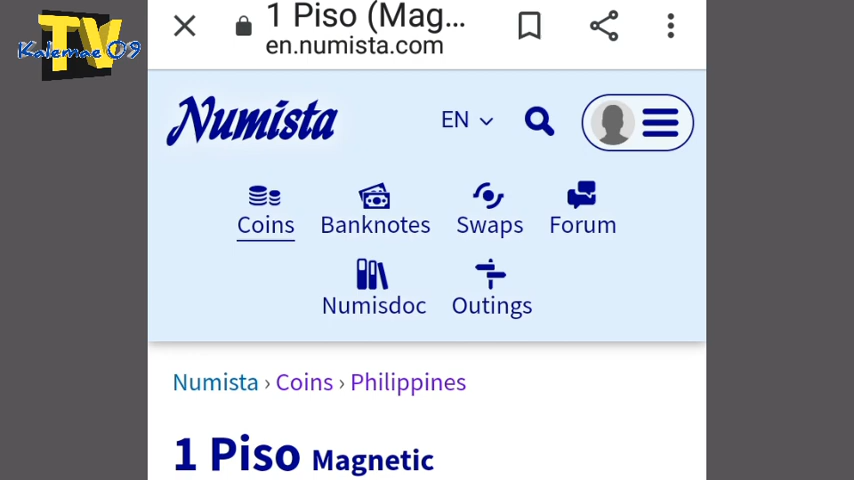 TV
Kalemae 09
1 Piso (Mag...
en.numista.com
Numista
EN
Coins Banknotes Swaps Forum
Numisdoc Outings
Numista › Coins › Philippines
1 Piso Magnetic